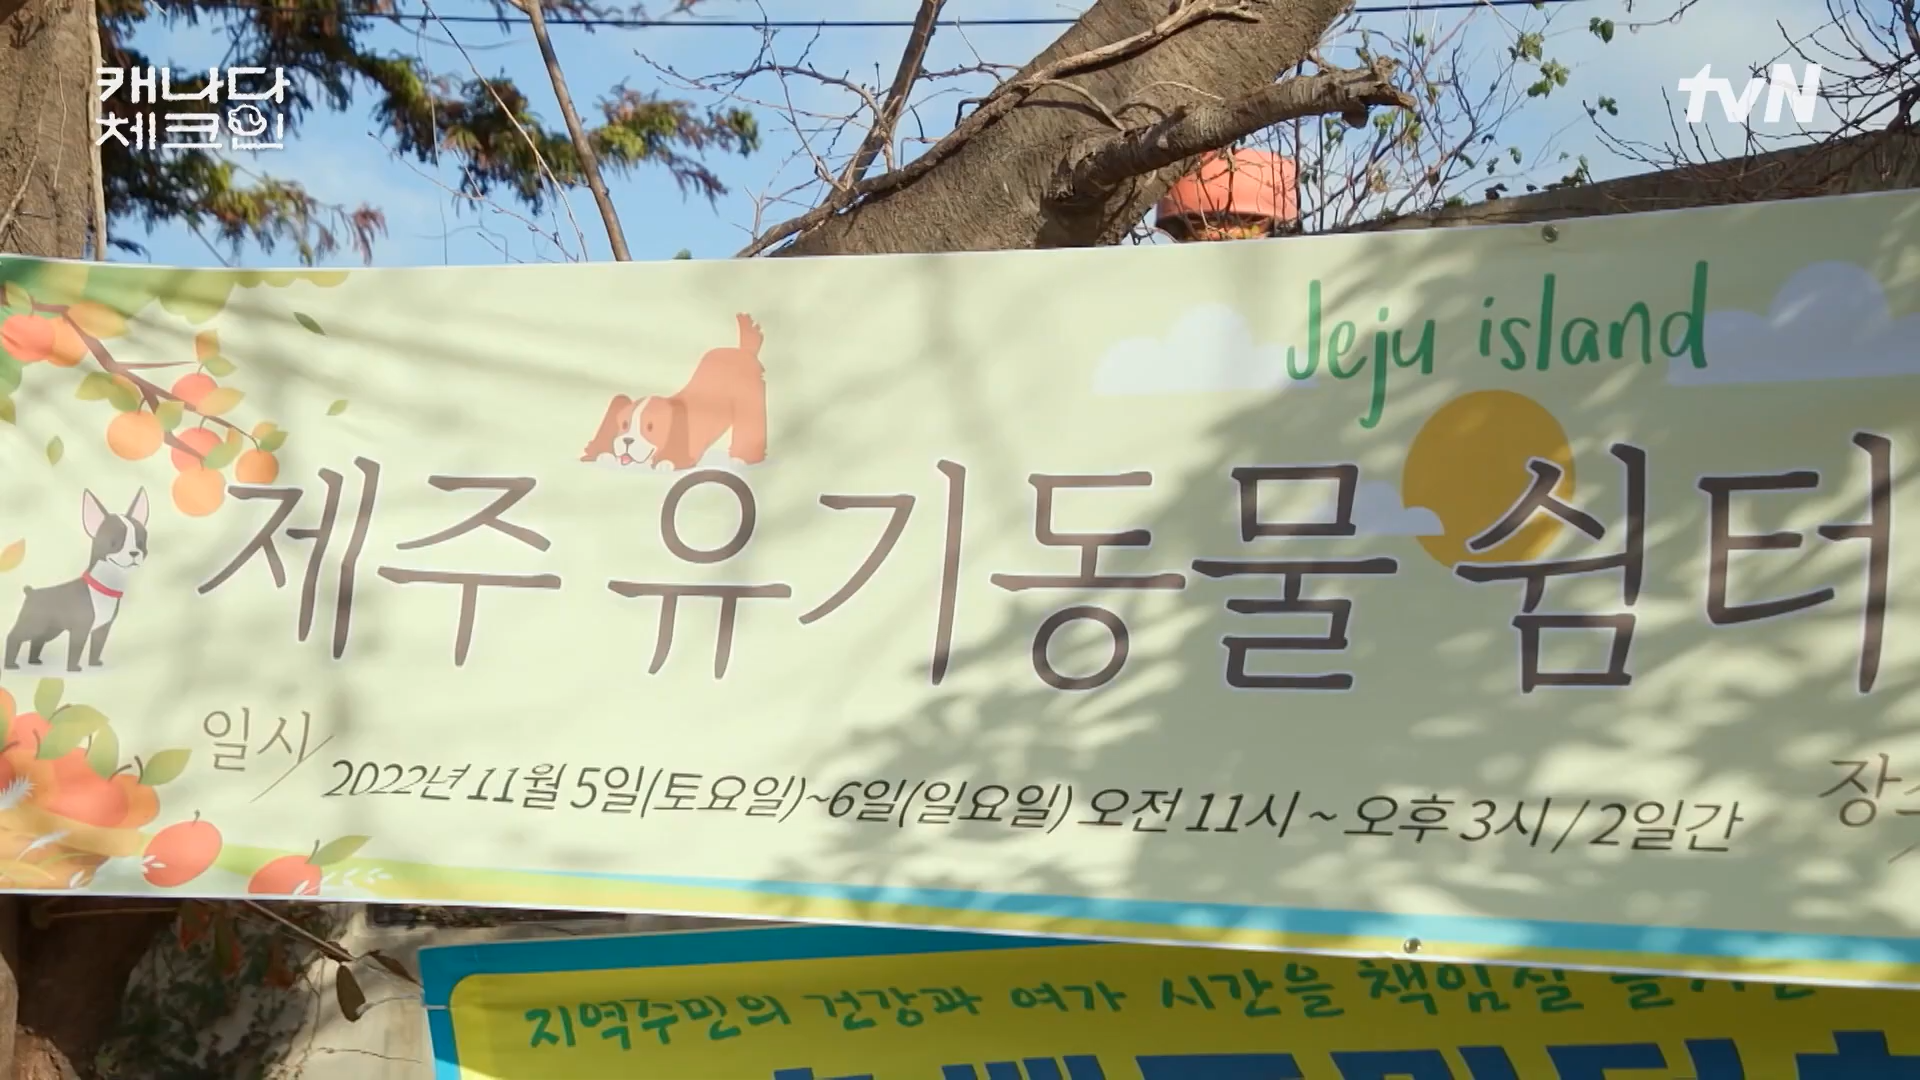 캐나다
체크인
tvN
Jeju island
제주 유기동물 쉼터
일시/
2022년 11월 5일(토요일)~6일(일요일) 오전 11시 ~ 오후 3시 / 2일간
지역주민의 건강과 여가 시간을 책임질